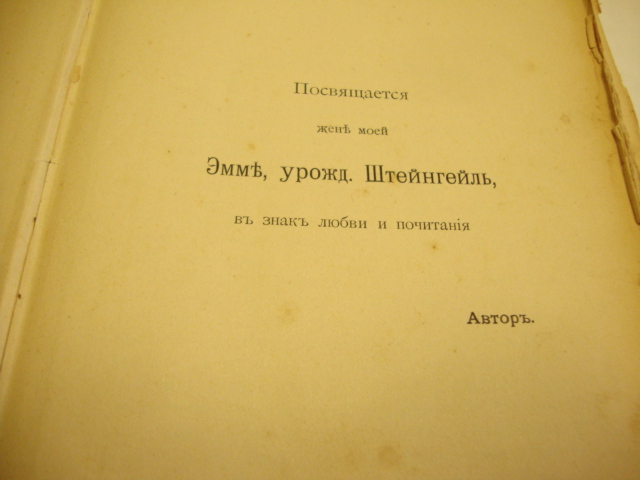 Посвящается
женѣ моей
Эммѣ, урожд. Штейнгейль,
въ знакъ любви и почитанія
Авторъ.